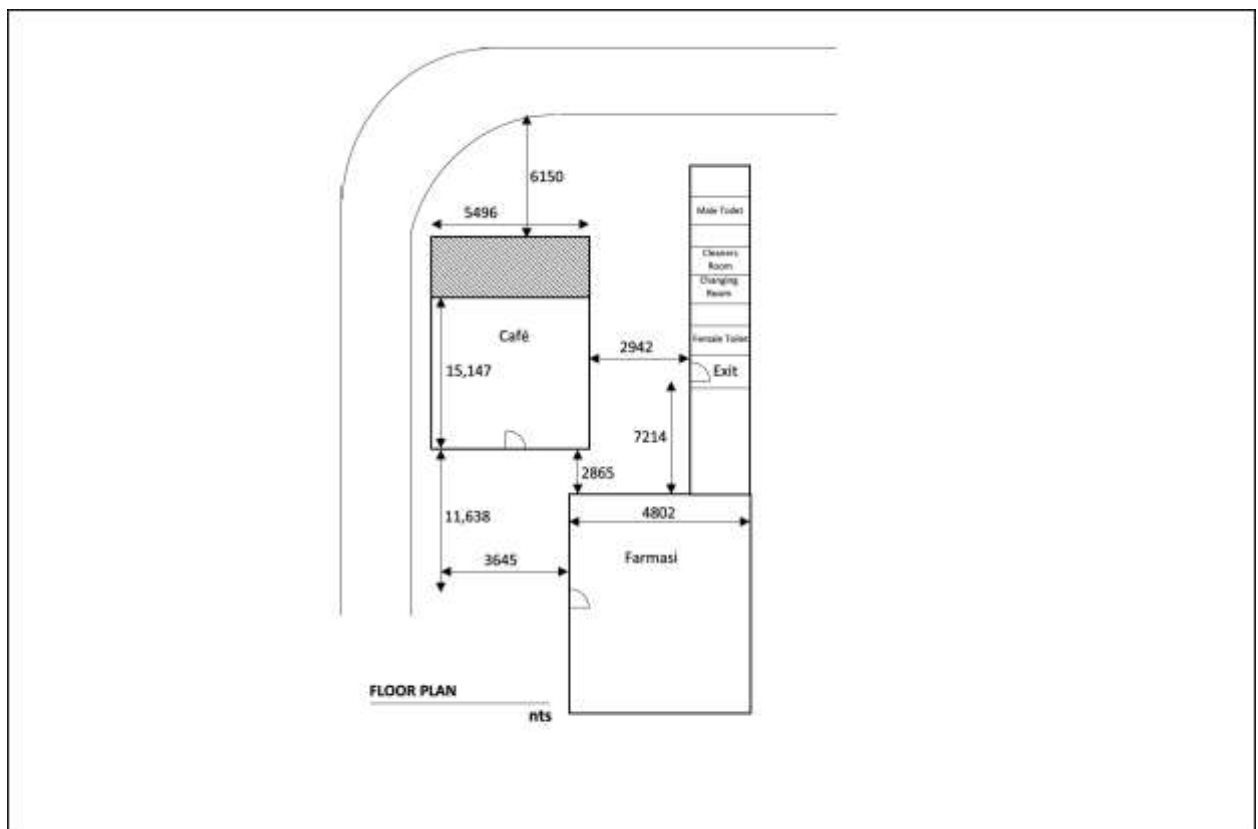 6150
5496
Male Toilet
Cleaners
Room
Changing
Room
Café
Female Toilet
2942
Exit
15,147
7214
2865
11,638
4802
3645
Farmasi
FLOOR PLAN
nts